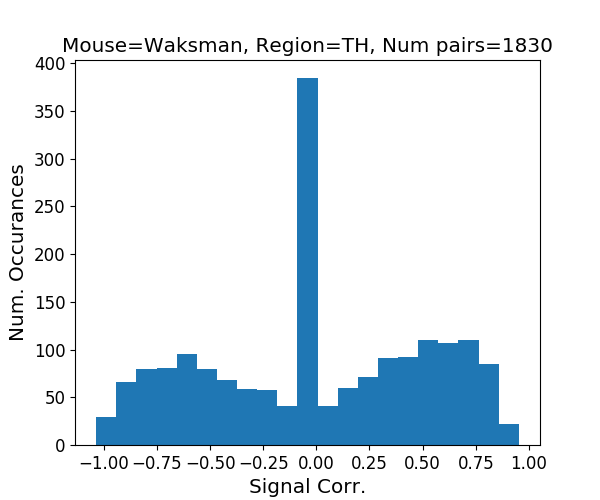 Mouse=Waksman, Region=TH, Num pairs=1830
400
350
300
250
200
150
100
50
0
Num. Occurances
−1.00 −0.75 −0.50 −0.25 0.00 0.25 0.50 0.75 1.00
Signal Corr.